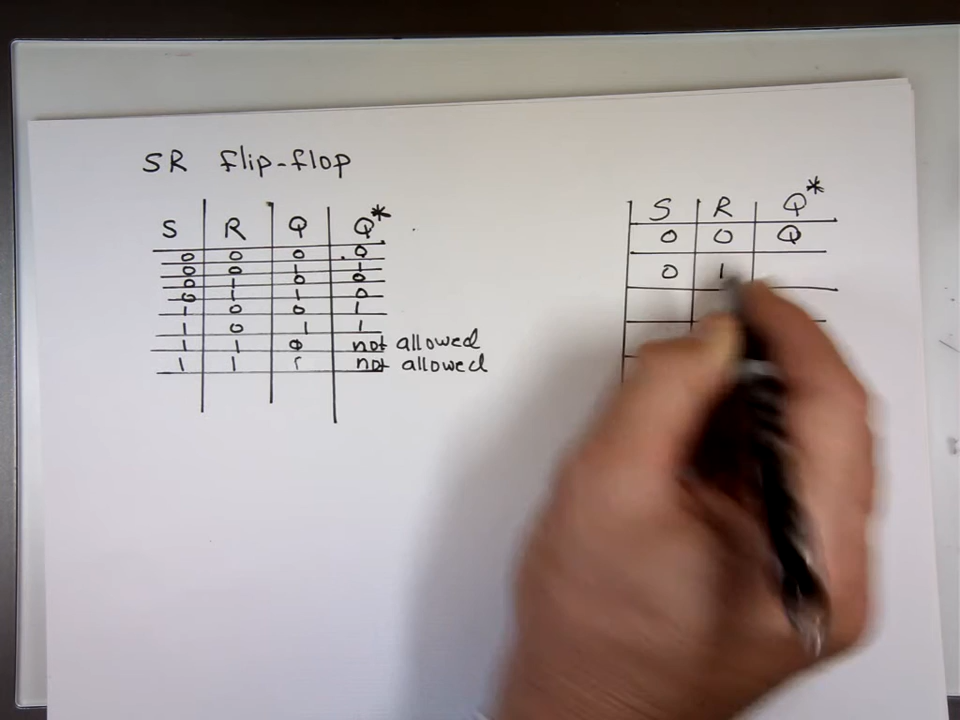 SR flip-flop
S R Q Q*
0 0 0 0
0 0 1 1
0 1 0 0
0 1 1 0
1 0 0 1
1 0 1 1
1 1 0 not allowed
1 1 1 not allowed
S R Q*
0 0 Q
0 1